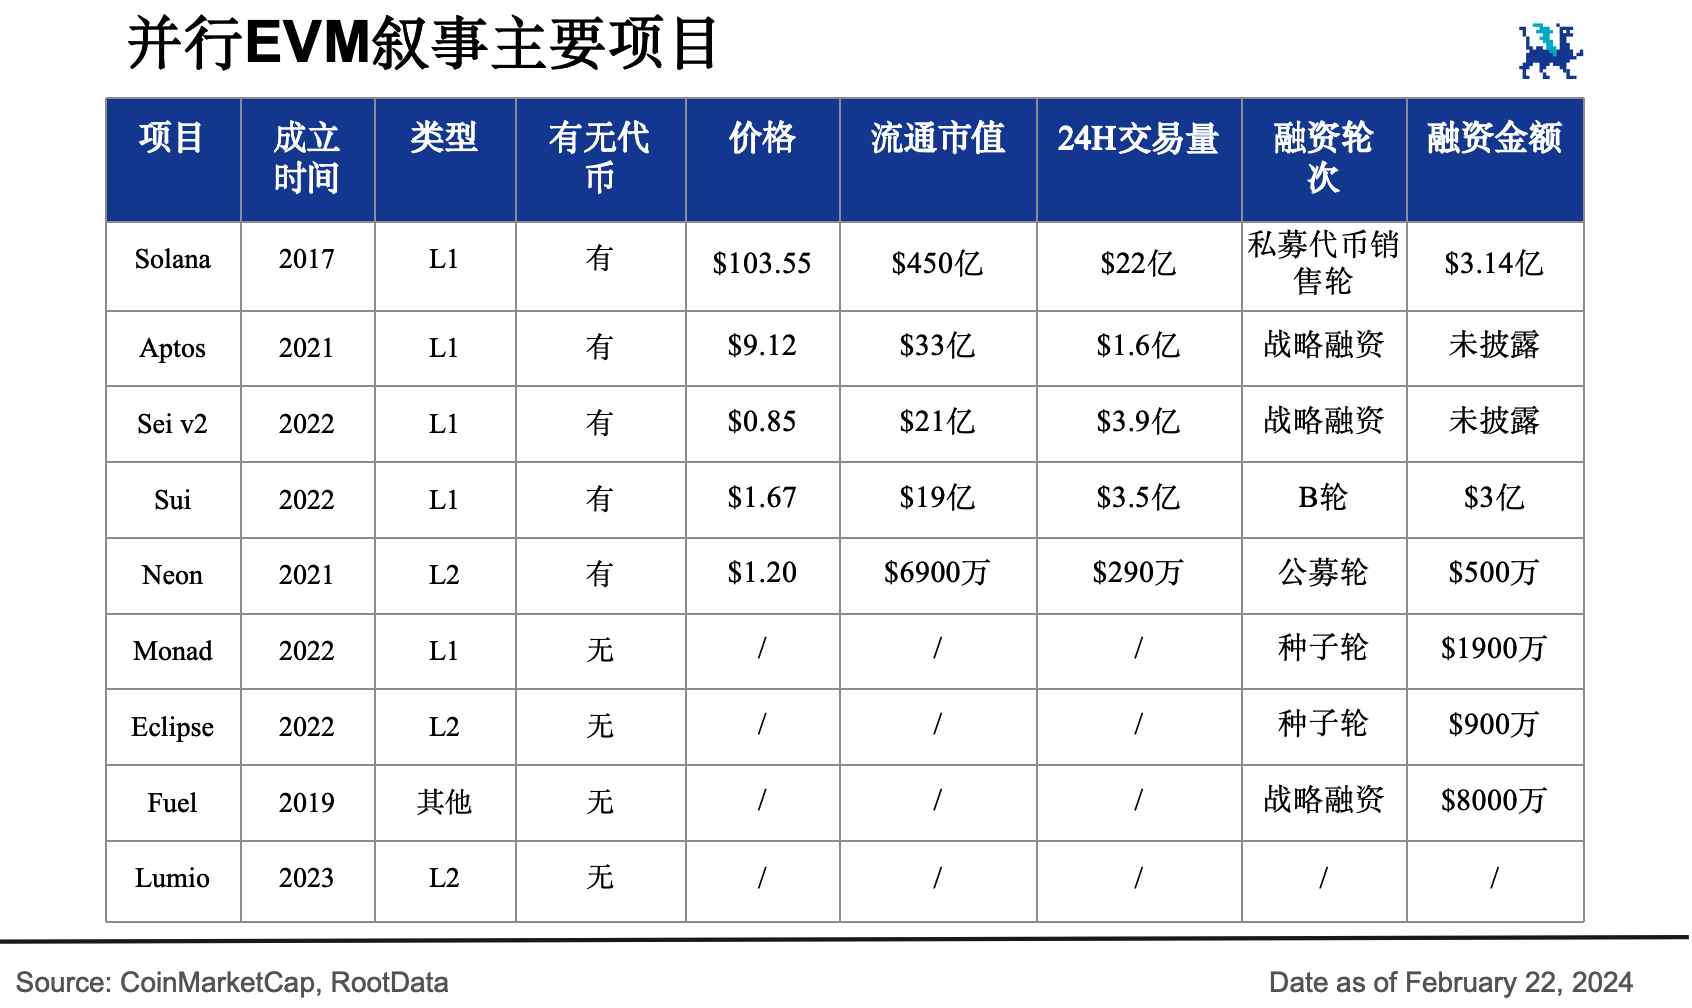 并行EVM叙事主要项目
项目 成立时间 类型 有无代币 价格 流通市值 24H交易量 融资轮次 融资金额
Solana 2017 L1 有 $103.55 $450亿 $22亿 私募代币销售轮 $3.14亿
Aptos 2021 L1 有 $9.12 $33亿 $1.6亿 战略融资 未披露
Sei v2 2022 L1 有 $0.85 $21亿 $3.9亿 战略融资 未披露
Sui 2022 L1 有 $1.67 $19亿 $3.5亿 B轮 $3亿
Neon 2021 L2 有 $1.20 $6900万 $290万 公募轮 $500万
Monad 2022 L1 无 / / / 种子轮 $1900万
Eclipse 2022 L2 无 / / / 种子轮 $900万
Fuel 2019 其他 无 / / / 战略融资 $8000万
Lumio 2023 L2 无 / / / / /
Source: CoinMarketCap, RootData
Date as of February 22, 2024